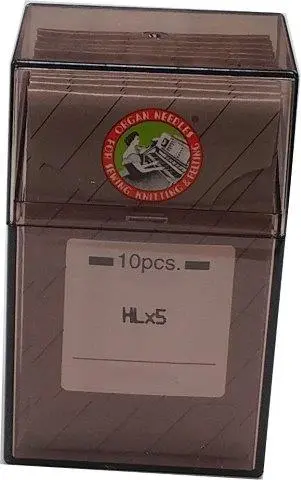 ORGAN NEEDLES
FOR SEWING KNITTING & FELTING
®
10pcs.
HLx5